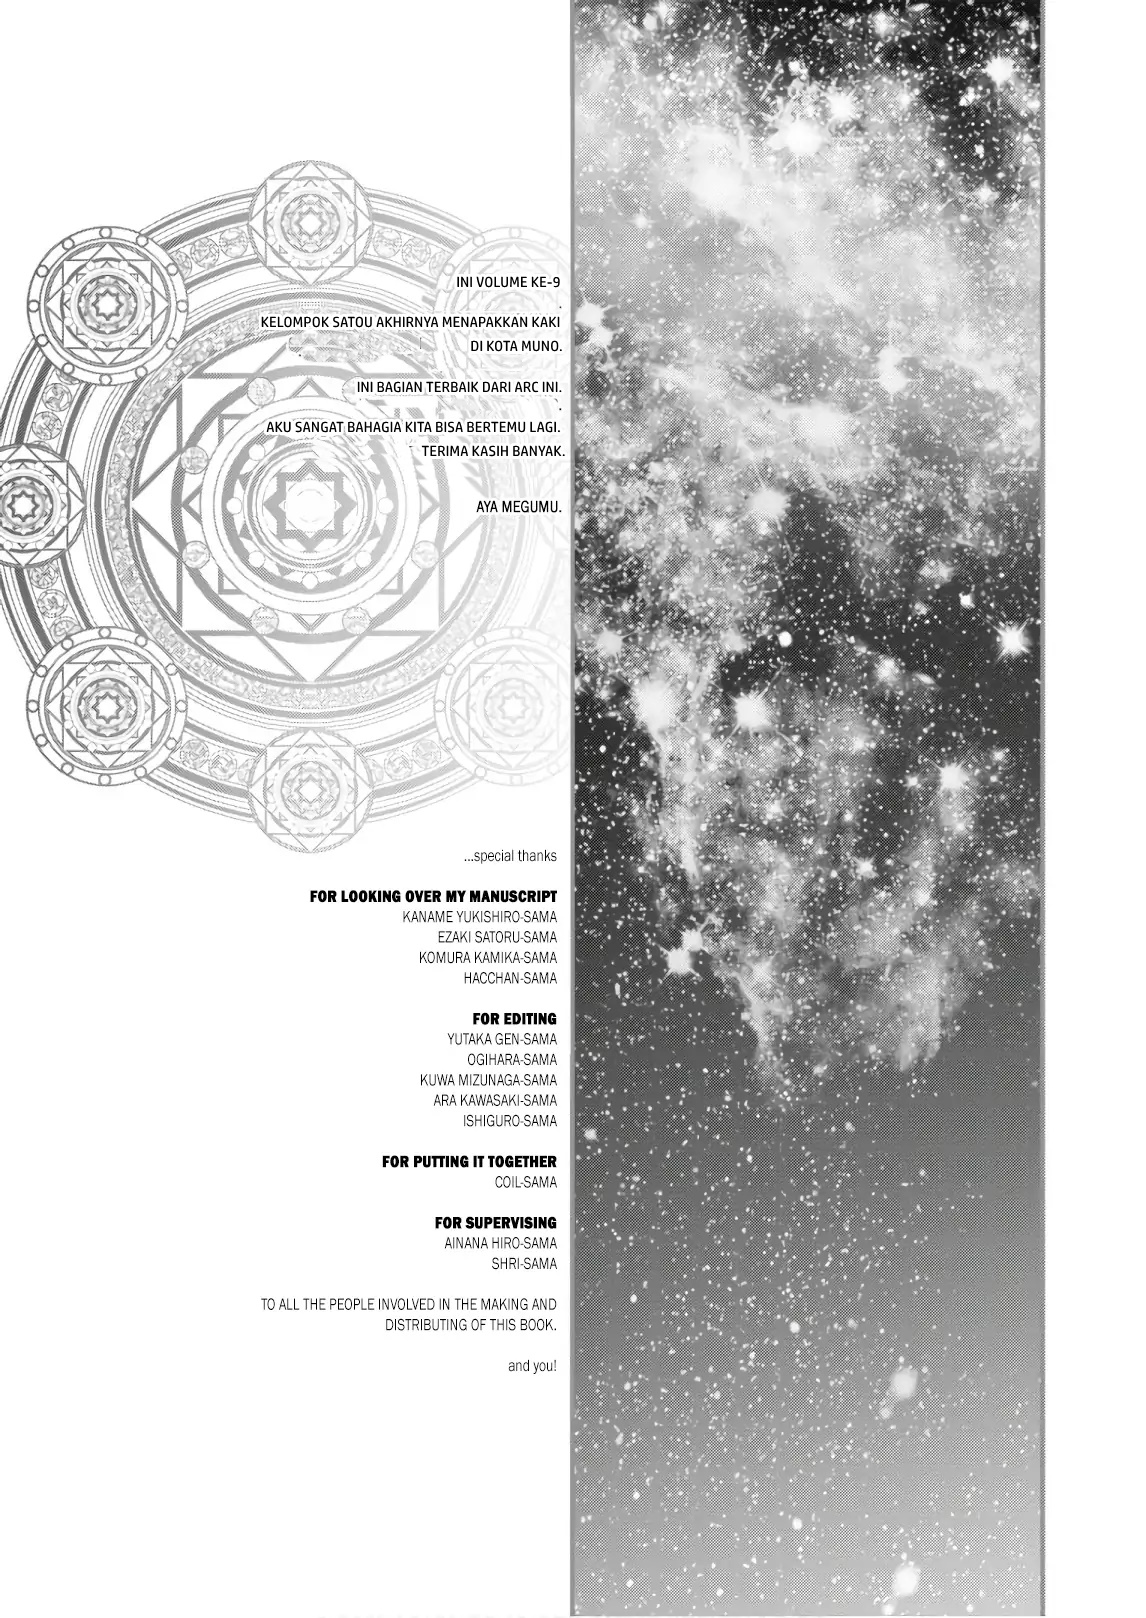 INI VOLUME KE-9
.
KELOMPOK SATOU AKHIRNYA MENAPAKKAN KAKI
DI KOTA MUNO.
INI BAGIAN TERBAIK DARI ARC INI.
.
AKU SANGAT BAHAGIA KITA BISA BERTEMU LAGI.
TERIMA KASIH BANYAK.
AYA MEGUMU.
...special thanks
FOR LOOKING OVER MY MANUSCRIPT
KANAME YUKISHIRO-SAMA
EZAKI SATORU-SAMA
KOMURA KAMIKA-SAMA
HACCHAN-SAMA
FOR EDITING
YUTAKA GEN-SAMA
OGIHARA-SAMA
KUWA MIZUNAGA-SAMA
ARA KAWASAKI-SAMA
ISHIGURO-SAMA
FOR PUTTING IT TOGETHER
COIL-SAMA
FOR SUPERVISING
AINANA HIRO-SAMA
SHRI-SAMA
TO ALL THE PEOPLE INVOLVED IN THE MAKING AND
DISTRIBUTING OF THIS BOOK.
and you!